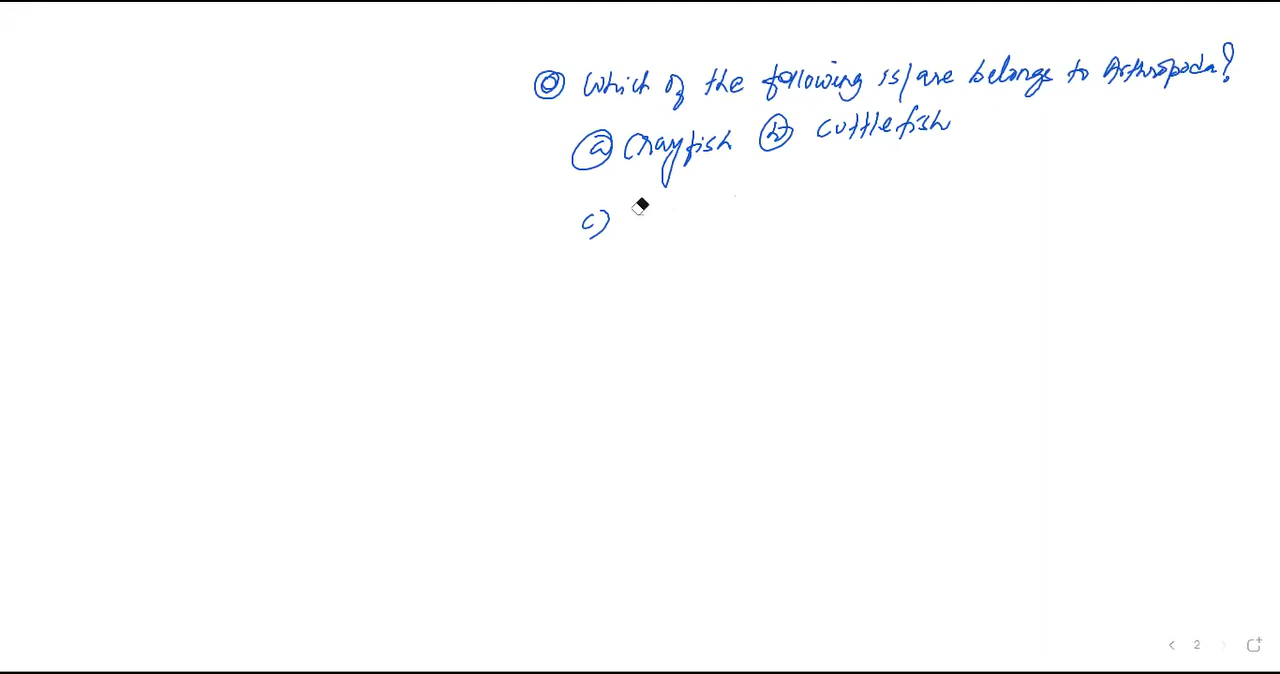 Which of the following is/are belongs to Arthropoda?
a) Crayfish b) Cuttlefish
c)
2